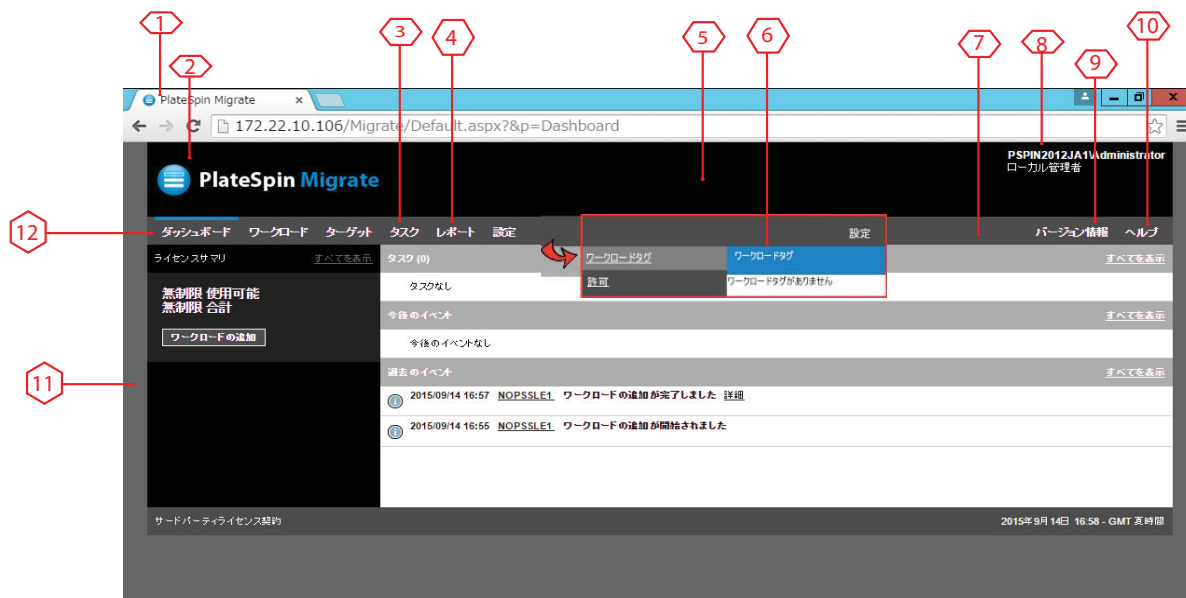 1
2
3
4
5
6
7
8
9
10
PlateSpin Migrate
172.22.10.106/Migrate/Default.aspx?&p=Dashboard
PlateSpin Migrate
PSPIN2012JA1\Administrator
ローカル管理者
12
ダッシュボード ワークロード ターゲット タスク レポート 設定
バージョン情報 ヘルプ
設定
ライセンスサマリ すべてを表示
タスク (0) すべてを表示
ワークロードタグ
ワークロードタグ
許可
ワークロードタグがありません
タスクなし
無制限 使用可能
無制限 合計
ワークロードの追加
今後のイベント すべてを表示
今後のイベントなし
過去のイベント すべてを表示
11
2015/09/14 16:57 NOPSSLE1 ワークロードの追加が完了しました 詳細
2015/09/14 16:55 NOPSSLE1 ワークロードの追加が開始されました
サードパーティライセンス契約
2015年9月14日 16:58 - GMT 夏時間